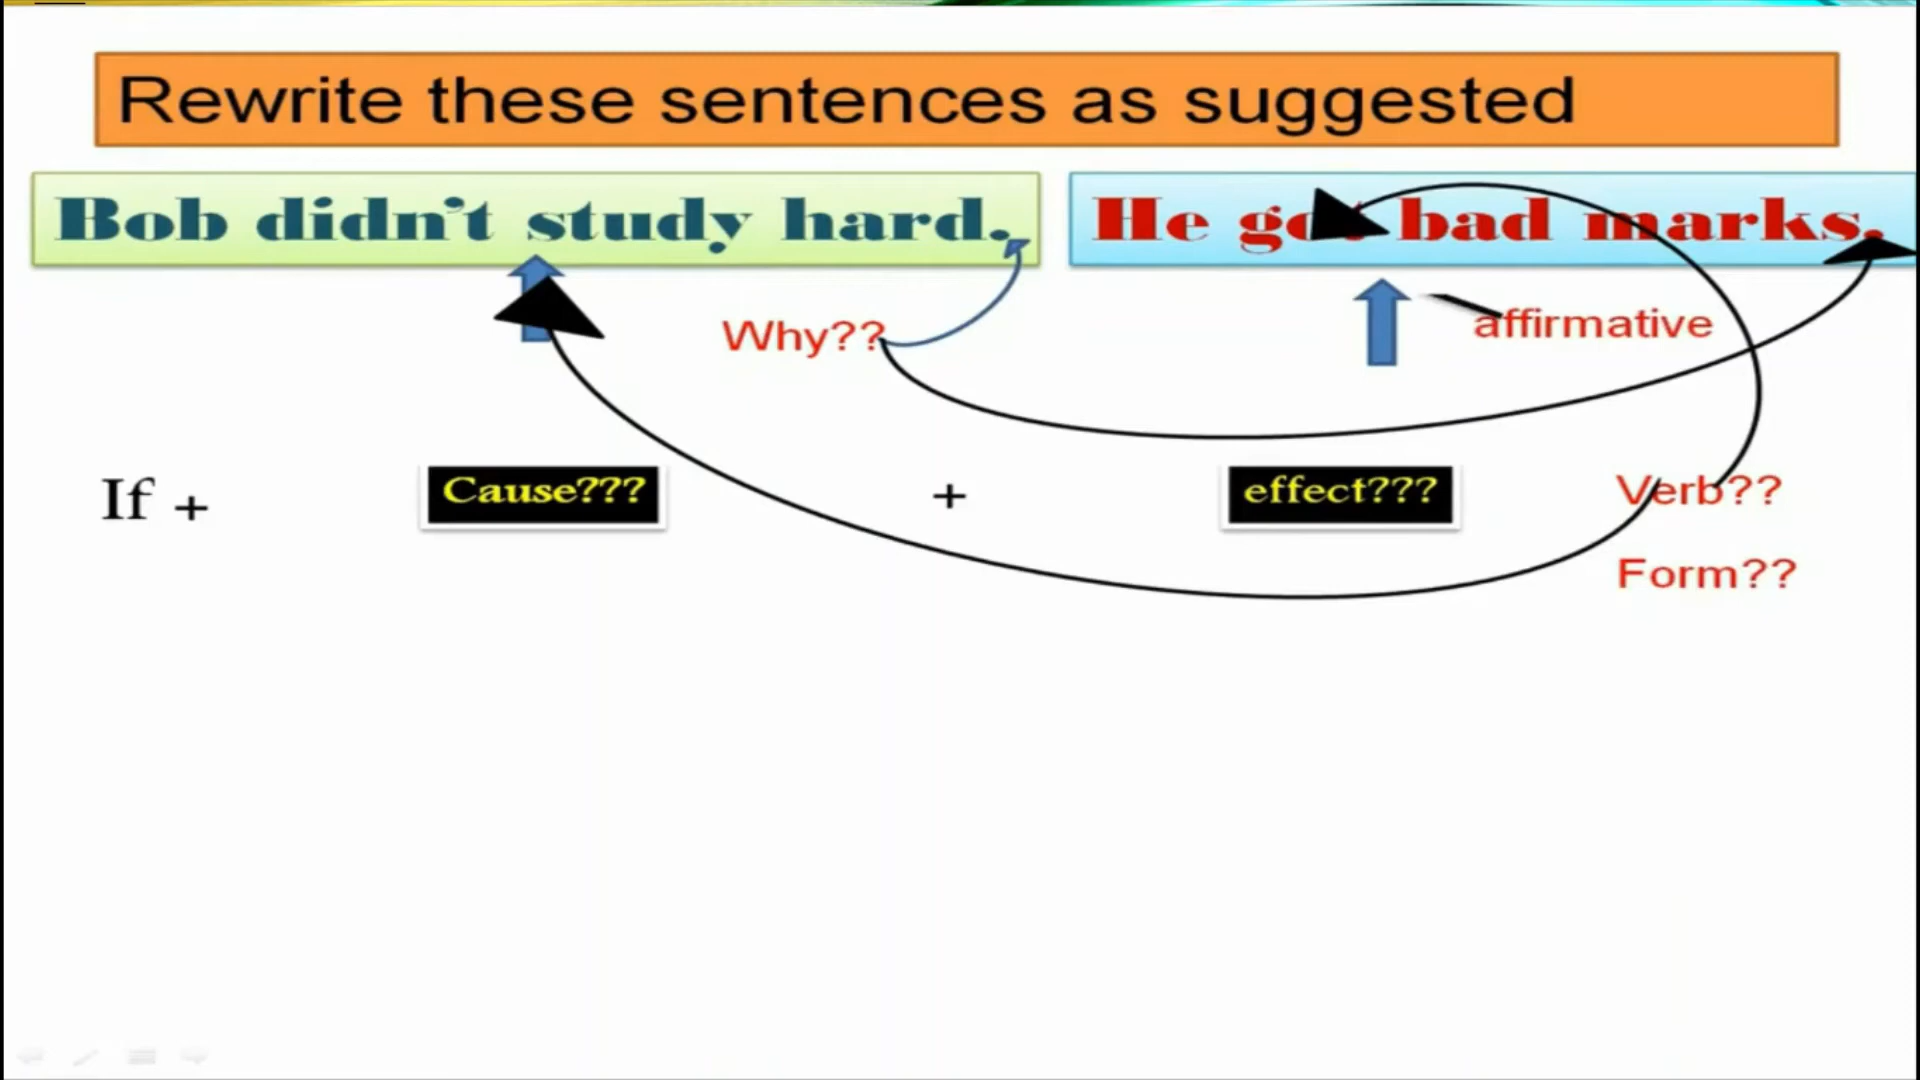 Rewrite these sentences as suggested
Bob didn't study hard.
He got bad marks.
Why??
affirmative
If +
Cause???
+
effect???
Verb??
Form??